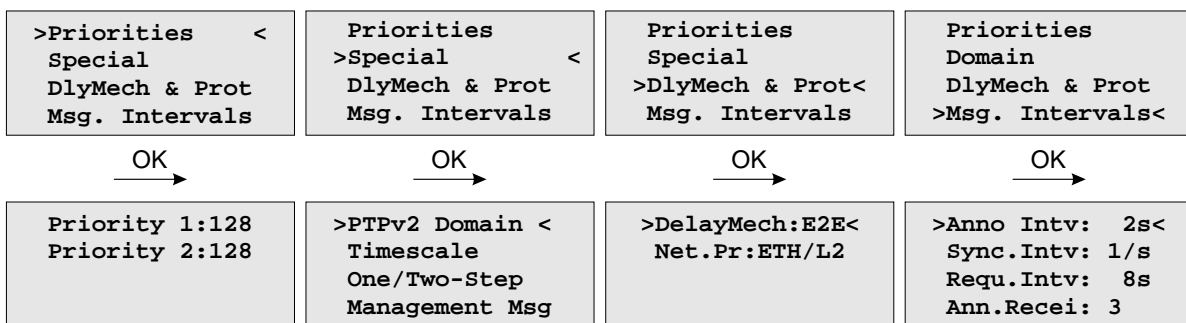 >Priorities <
Special
DlyMech & Prot
Msg. Intervals
Priorities
>Special <
DlyMech & Prot
Msg. Intervals
Priorities
Special
>DlyMech & Prot<
Msg. Intervals
Priorities
Domain
DlyMech & Prot
>Msg. Intervals<
OK
OK
OK
OK
Priority 1:128
Priority 2:128
>PTPv2 Domain <
Timescale
One/Two-Step
Management Msg
>DelayMech:E2E<
Net.Pr:ETH/L2
>Anno Intv: 2s<
Sync.Intv: 1/s
Requ.Intv: 8s
Ann.Recei: 3